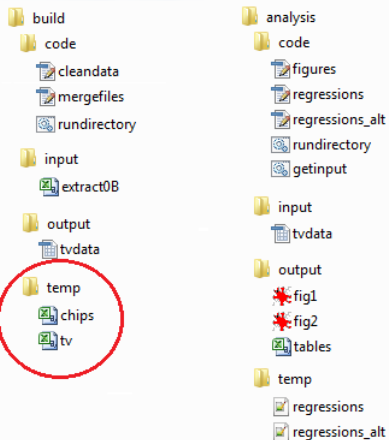 build
code
cleandata
mergefiles
rundirectory
input
extract0B
output
tvdata
temp
chips
tv
analysis
code
figures
regressions
regressions_alt
rundirectory
getinput
input
tvdata
output
fig1
fig2
tables
temp
regressions
regressions_alt